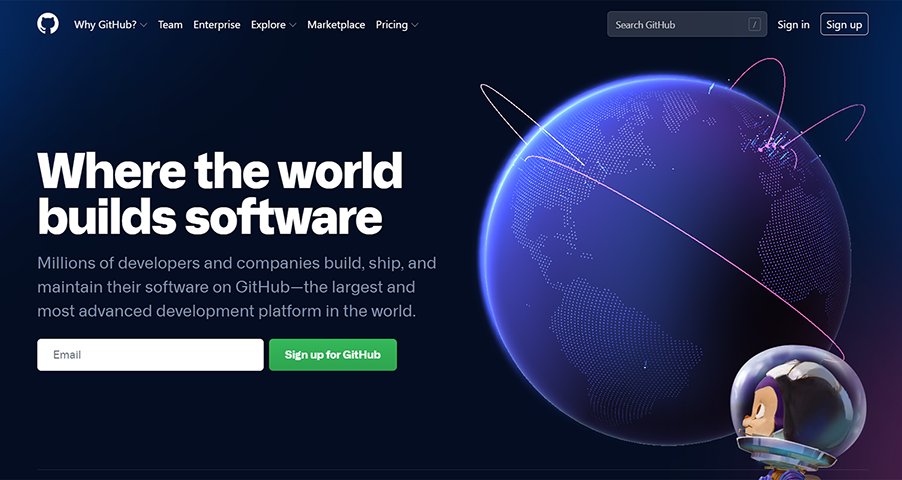 Why GitHub? Team Enterprise Explore Marketplace Pricing Search GitHub / Sign in Sign up
Where the world
builds software
Millions of developers and companies build, ship, and
maintain their software on GitHub—the largest and
most advanced development platform in the world.
Email Sign up for GitHub